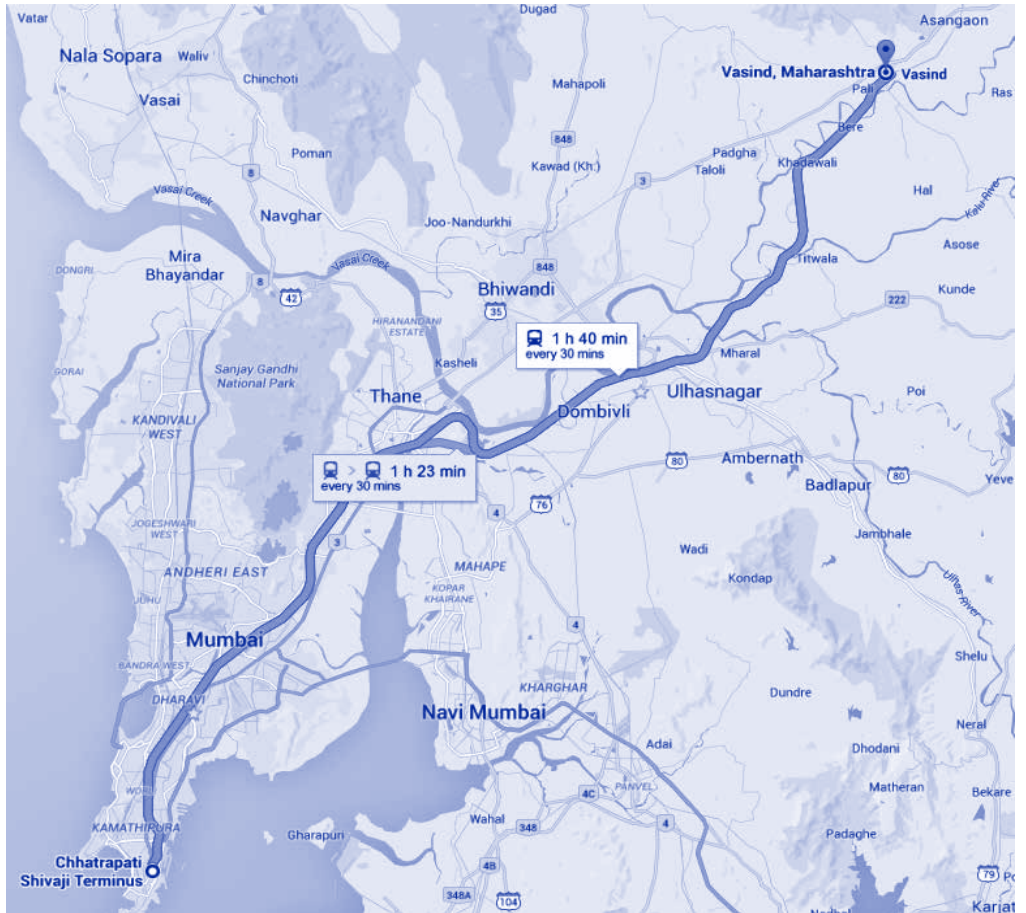 Vatar
Dugad
Asangaon
Nala Sopara
Waliv
Chinchoti
Mahapoli
Vasind, Maharashtra
Vasind
Vasai
Pali
Ras
848
Bere
Poman
Kawad (Kh.)
Padgha
Taloli
Khadawali
8
3
Hal
Vasai Creek
Navghar
Joo-Nandurkhi
Kalu River
Mira
Bhayandar
Asose
DONGRI
Vasai Creek
848
Titwala
8
42
Bhiwandi
35
222
Kunde
HIRANANDANI
ESTATE
1 h 40 min
every 30 mins
Mharal
Kasheli
GORAI
Sanjay Gandhi
National Park
Thane
Ulhasnagar
Poi
KANDIVALI
WEST
Dombivli
80
Ambernath
80
1 h 23 min
every 30 mins
Badlapur
Yeve
76
4
JOGESHWARI
WEST
Jambhale
3
Wadi
ANDHERI EAST
MAHAPE
Kondap
KOPAR
KHAIRANE
Ulhas River
JUHU
4
Mumbai
Shelu
BANDRA WEST
KHARGHAR
Dundre
DHARAVI
Navi Mumbai
Neral
Adai
Dhodani
PANVEL
Matheran
Bekare
4C
WORLI
Wahal
KAMATHIPURA
348
4
Gharapuri
Padaghe
Chhatrapati
Shivaji Terminus
4B
79
348A
104
Karjat